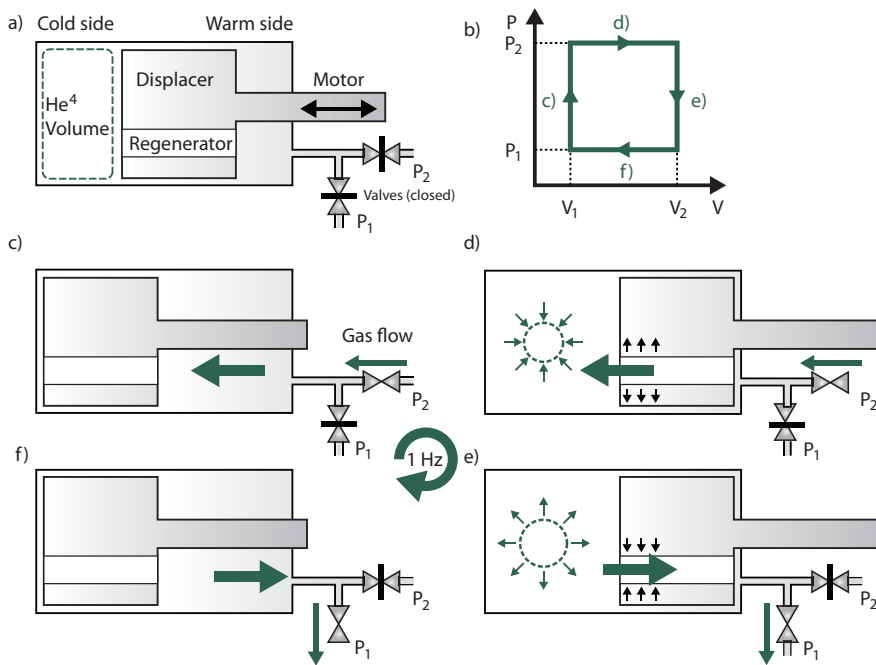 a)
Cold side
Warm side
He⁴
Volume
Displacer
Regenerator
Motor
P₂
Valves (closed)
P₁
b)
P
P₂
d)
c)
e)
P₁
f)
V₁
V₂
V
c)
Gas flow
P₂
P₁
d)
P₂
P₁
f)
1 Hz
P₂
P₁
e)
P₂
P₁